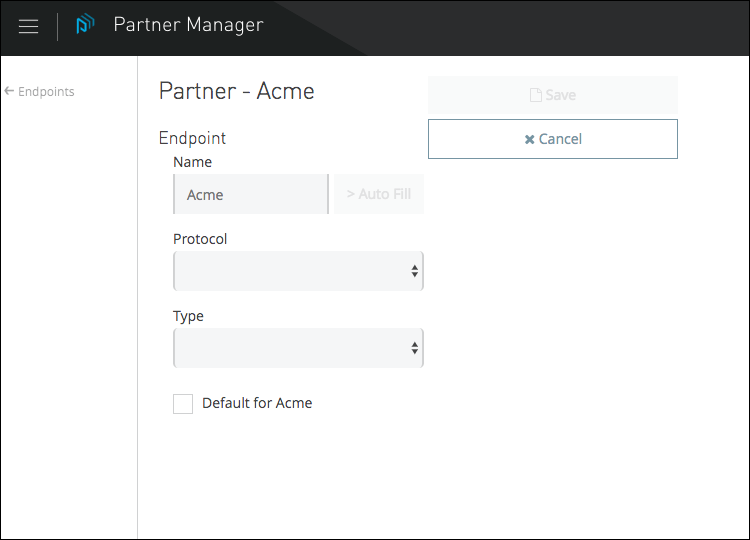 Partner Manager
← Endpoints
Partner - Acme
Save
Cancel
Endpoint
Name
Acme
> Auto Fill
Protocol
Type
Default for Acme